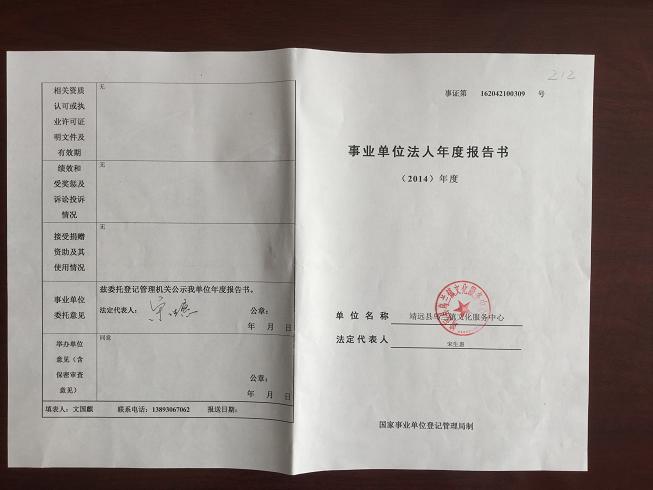 相关资质
认可或执
业许可证
明文件及
有效期
无
绩效和
受奖惩及
诉讼投诉
情况
无
接受捐赠
资助及其
使用情况
无
事业单位
委托意见
兹委托登记管理机关公示我单位年度报告书。
法定代表人：
公章：
年 月 日
举办单位
意见（含
保密审查
意见）
同意
公章：
年 月 日
填表人：文国麒 联系电话：13893067062 报送日期：
212
事证第 162042100309 号
事业单位法人年度报告书
（2014）年度
单位名称 靖远县乌兰镇文化服务中心
法定代表人 宋生惠
国家事业单位登记管理局制